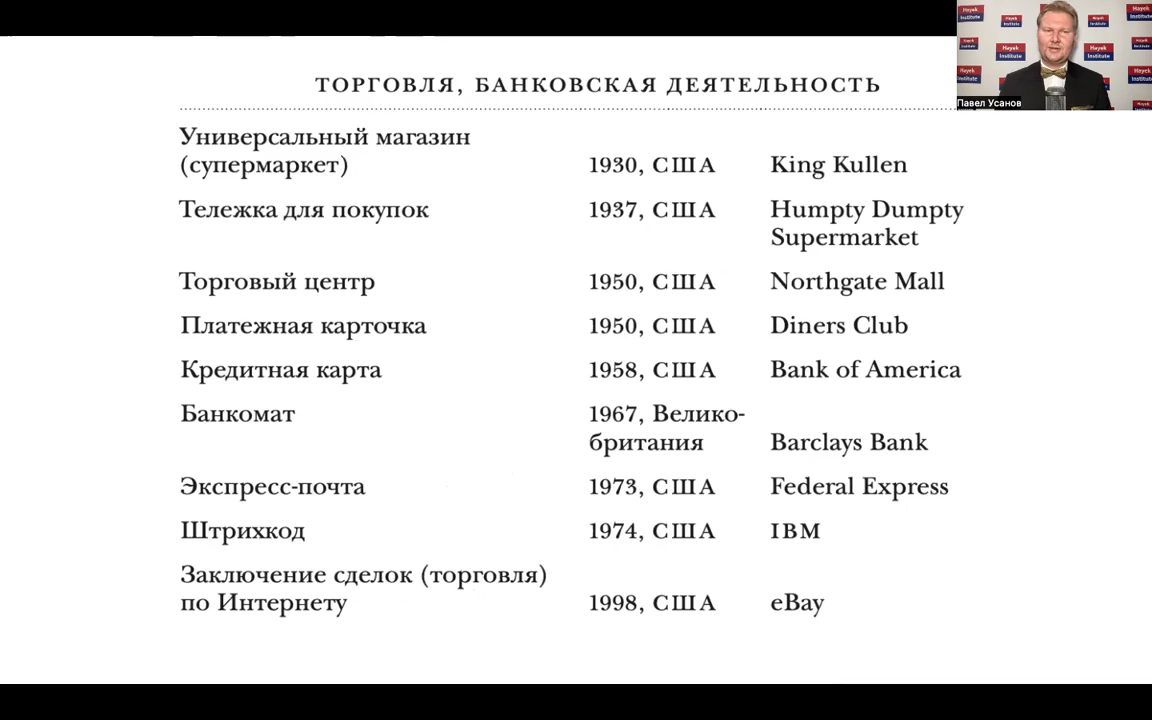 ТОРГОВЛЯ, БАНКОВСКАЯ ДЕЯТЕЛЬНОСТЬ
Универсальный магазин
(супермаркет) 1930, США King Kullen
Тележка для покупок 1937, США Humpty Dumpty
Supermarket
Торговый центр 1950, США Northgate Mall
Платежная карточка 1950, США Diners Club
Кредитная карта 1958, США Bank of America
Банкомат 1967, Велико-
британия Barclays Bank
Экспресс-почта 1973, США Federal Express
Штрихкод 1974, США IBM
Заключение сделок (торговля)
по Интернету 1998, США eBay
Hayek Institute
Павел Усанов